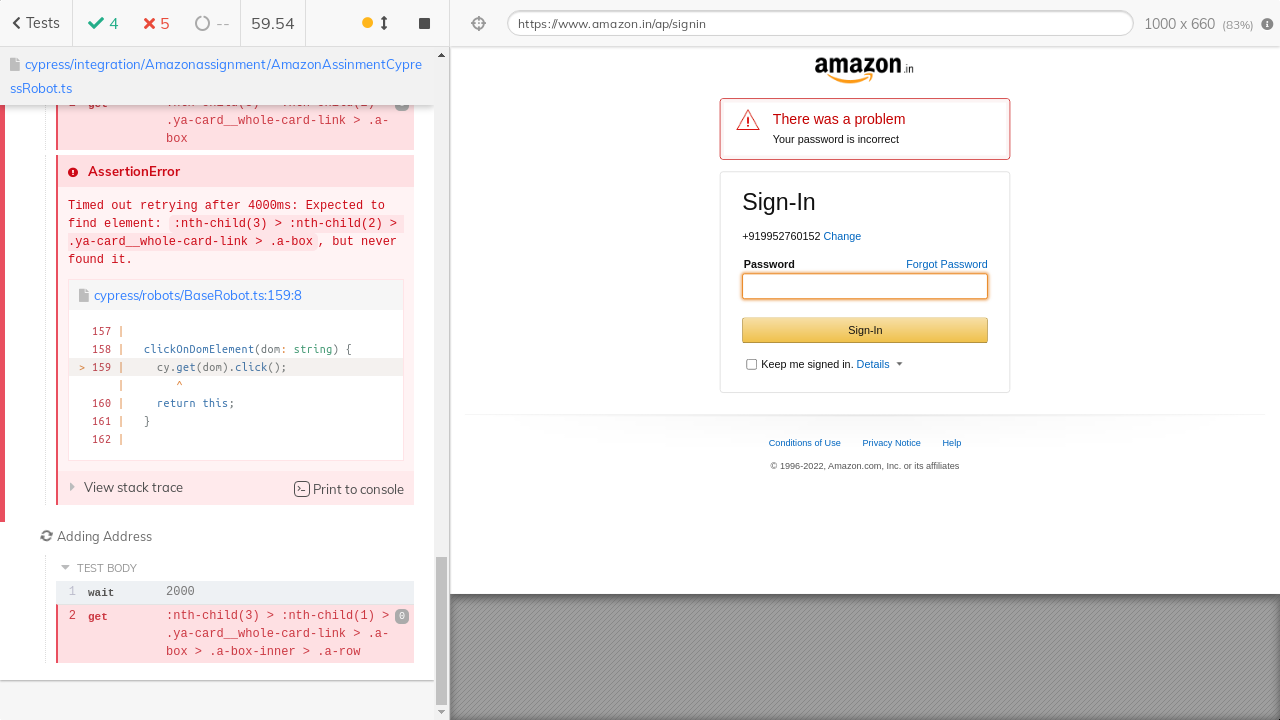 Tests
4
5
--
59.54
https://www.amazon.in/ap/signin
1000 x 660 (83%)
cypress/integration/Amazonassignment/AmazonAssinmentCypre
ssRobot.ts
.ya-card__whole-card-link > .a-
box
AssertionError
Timed out retrying after 4000ms: Expected to
find element: :nth-child(3) > :nth-child(2) >
.ya-card__whole-card-link > .a-box, but never
found it.
cypress/robots/BaseRobot.ts:159:8
157 |
158 |   clickOnDomElement(dom: string) {
> 159 |     cy.get(dom).click();
|        ^
160 |     return this;
161 |   }
162 |
View stack trace
Print to console
Adding Address
TEST BODY
1 wait 2000
2 get :nth-child(3) > :nth-child(1) > 0
.ya-card__whole-card-link > .a-
box > .a-box-inner > .a-row
amazon.in
There was a problem
Your password is incorrect
Sign-In
+919952760152 Change
Password Forgot Password
Sign-In
Keep me signed in. Details
Conditions of Use Privacy Notice Help
© 1996-2022, Amazon.com, Inc. or its affiliates